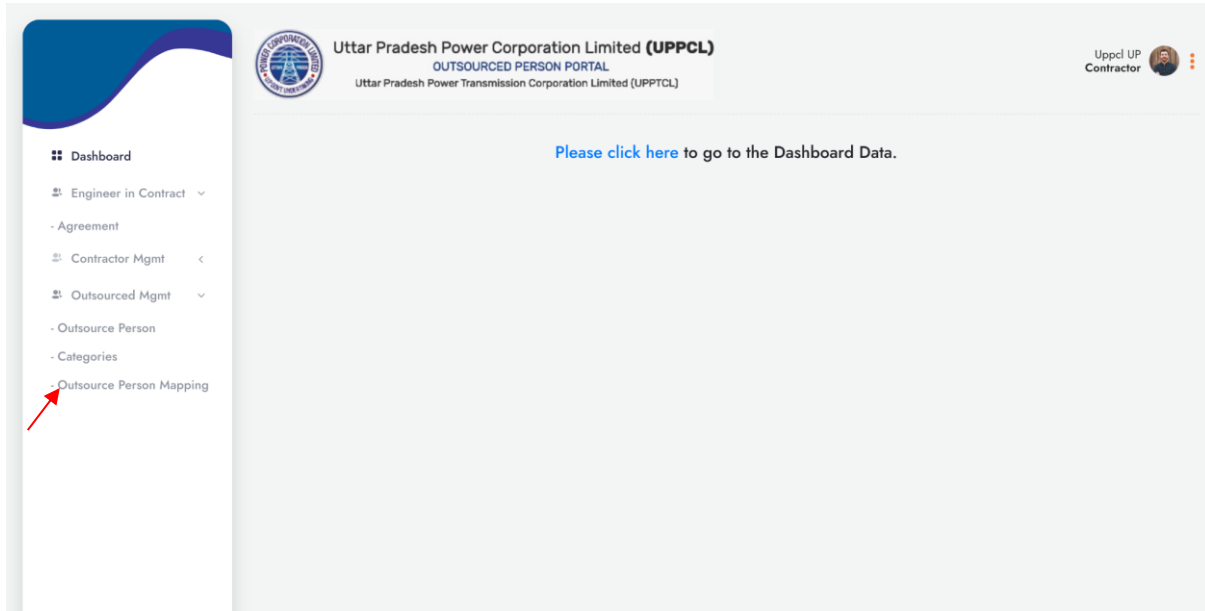 Uttar Pradesh Power Corporation Limited (UPPCL)
OUTSOURCED PERSON PORTAL
Uttar Pradesh Power Transmission Corporation Limited (UPPTCL)
Uppcl UP
Contractor
Dashboard
Engineer in Contract
- Agreement
Contractor Mgmt
Outsourced Mgmt
- Outsource Person
- Categories
- Outsource Person Mapping
Please click here to go to the Dashboard Data.